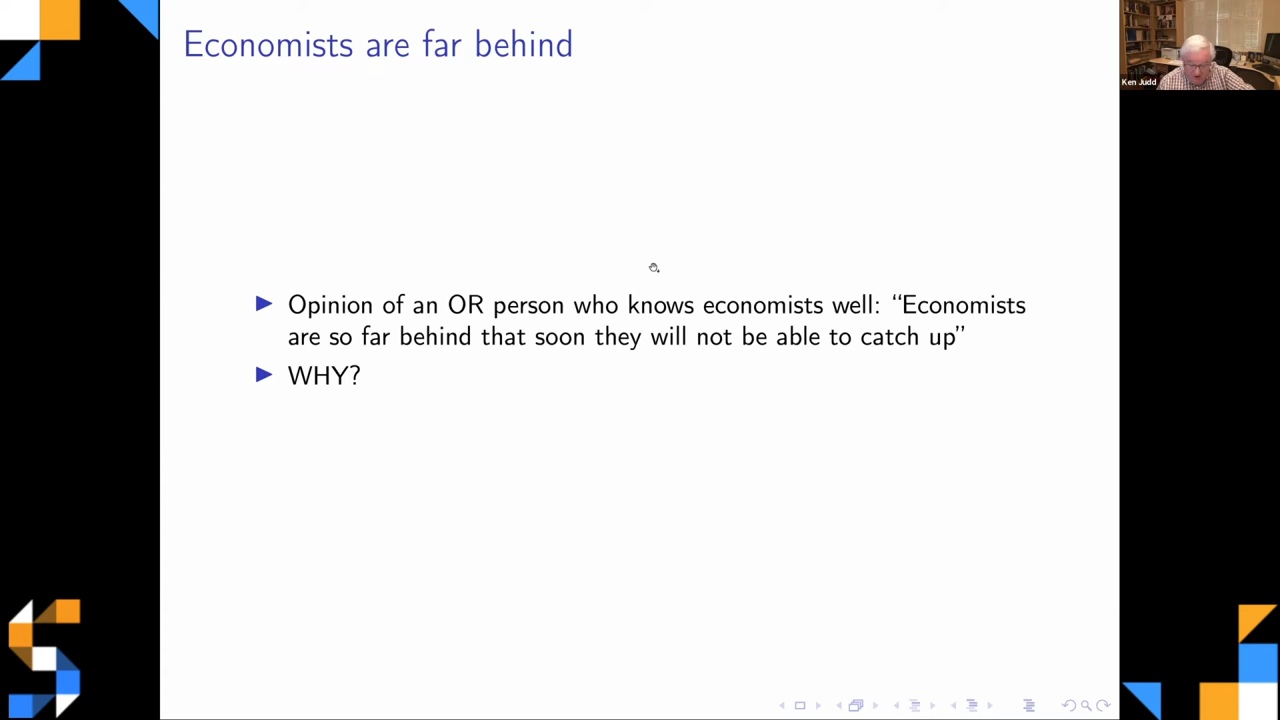 Economists are far behind
Ken Judd
Opinion of an OR person who knows economists well: “Economists
are so far behind that soon they will not be able to catch up”
WHY?